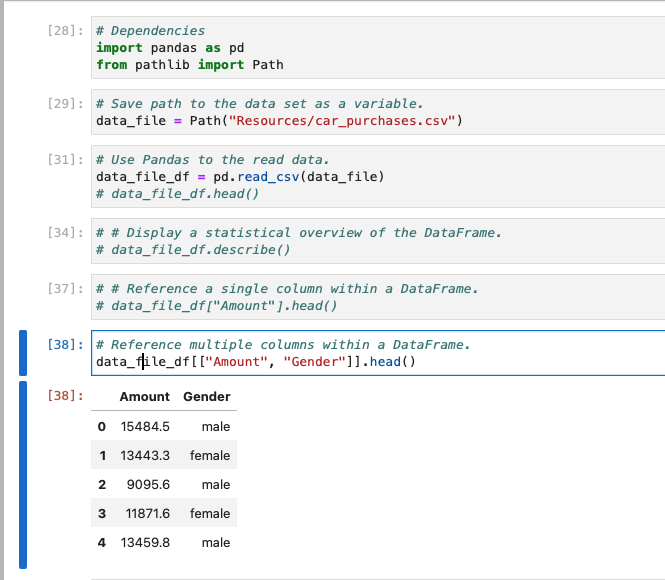 [28]: # Dependencies
import pandas as pd
from pathlib import Path
[29]: # Save path to the data set as a variable.
data_file = Path("Resources/car_purchases.csv")
[31]: # Use Pandas to the read data.
data_file_df = pd.read_csv(data_file)
# data_file_df.head()
[34]: # # Display a statistical overview of the DataFrame.
# data_file_df.describe()
[37]: # # Reference a single column within a DataFrame.
# data_file_df["Amount"].head()
[38]: # Reference multiple columns within a DataFrame.
data_file_df[["Amount", "Gender"]].head()
[38]: Amount Gender
0 15484.5 male
1 13443.3 female
2 9095.6 male
3 11871.6 female
4 13459.8 male